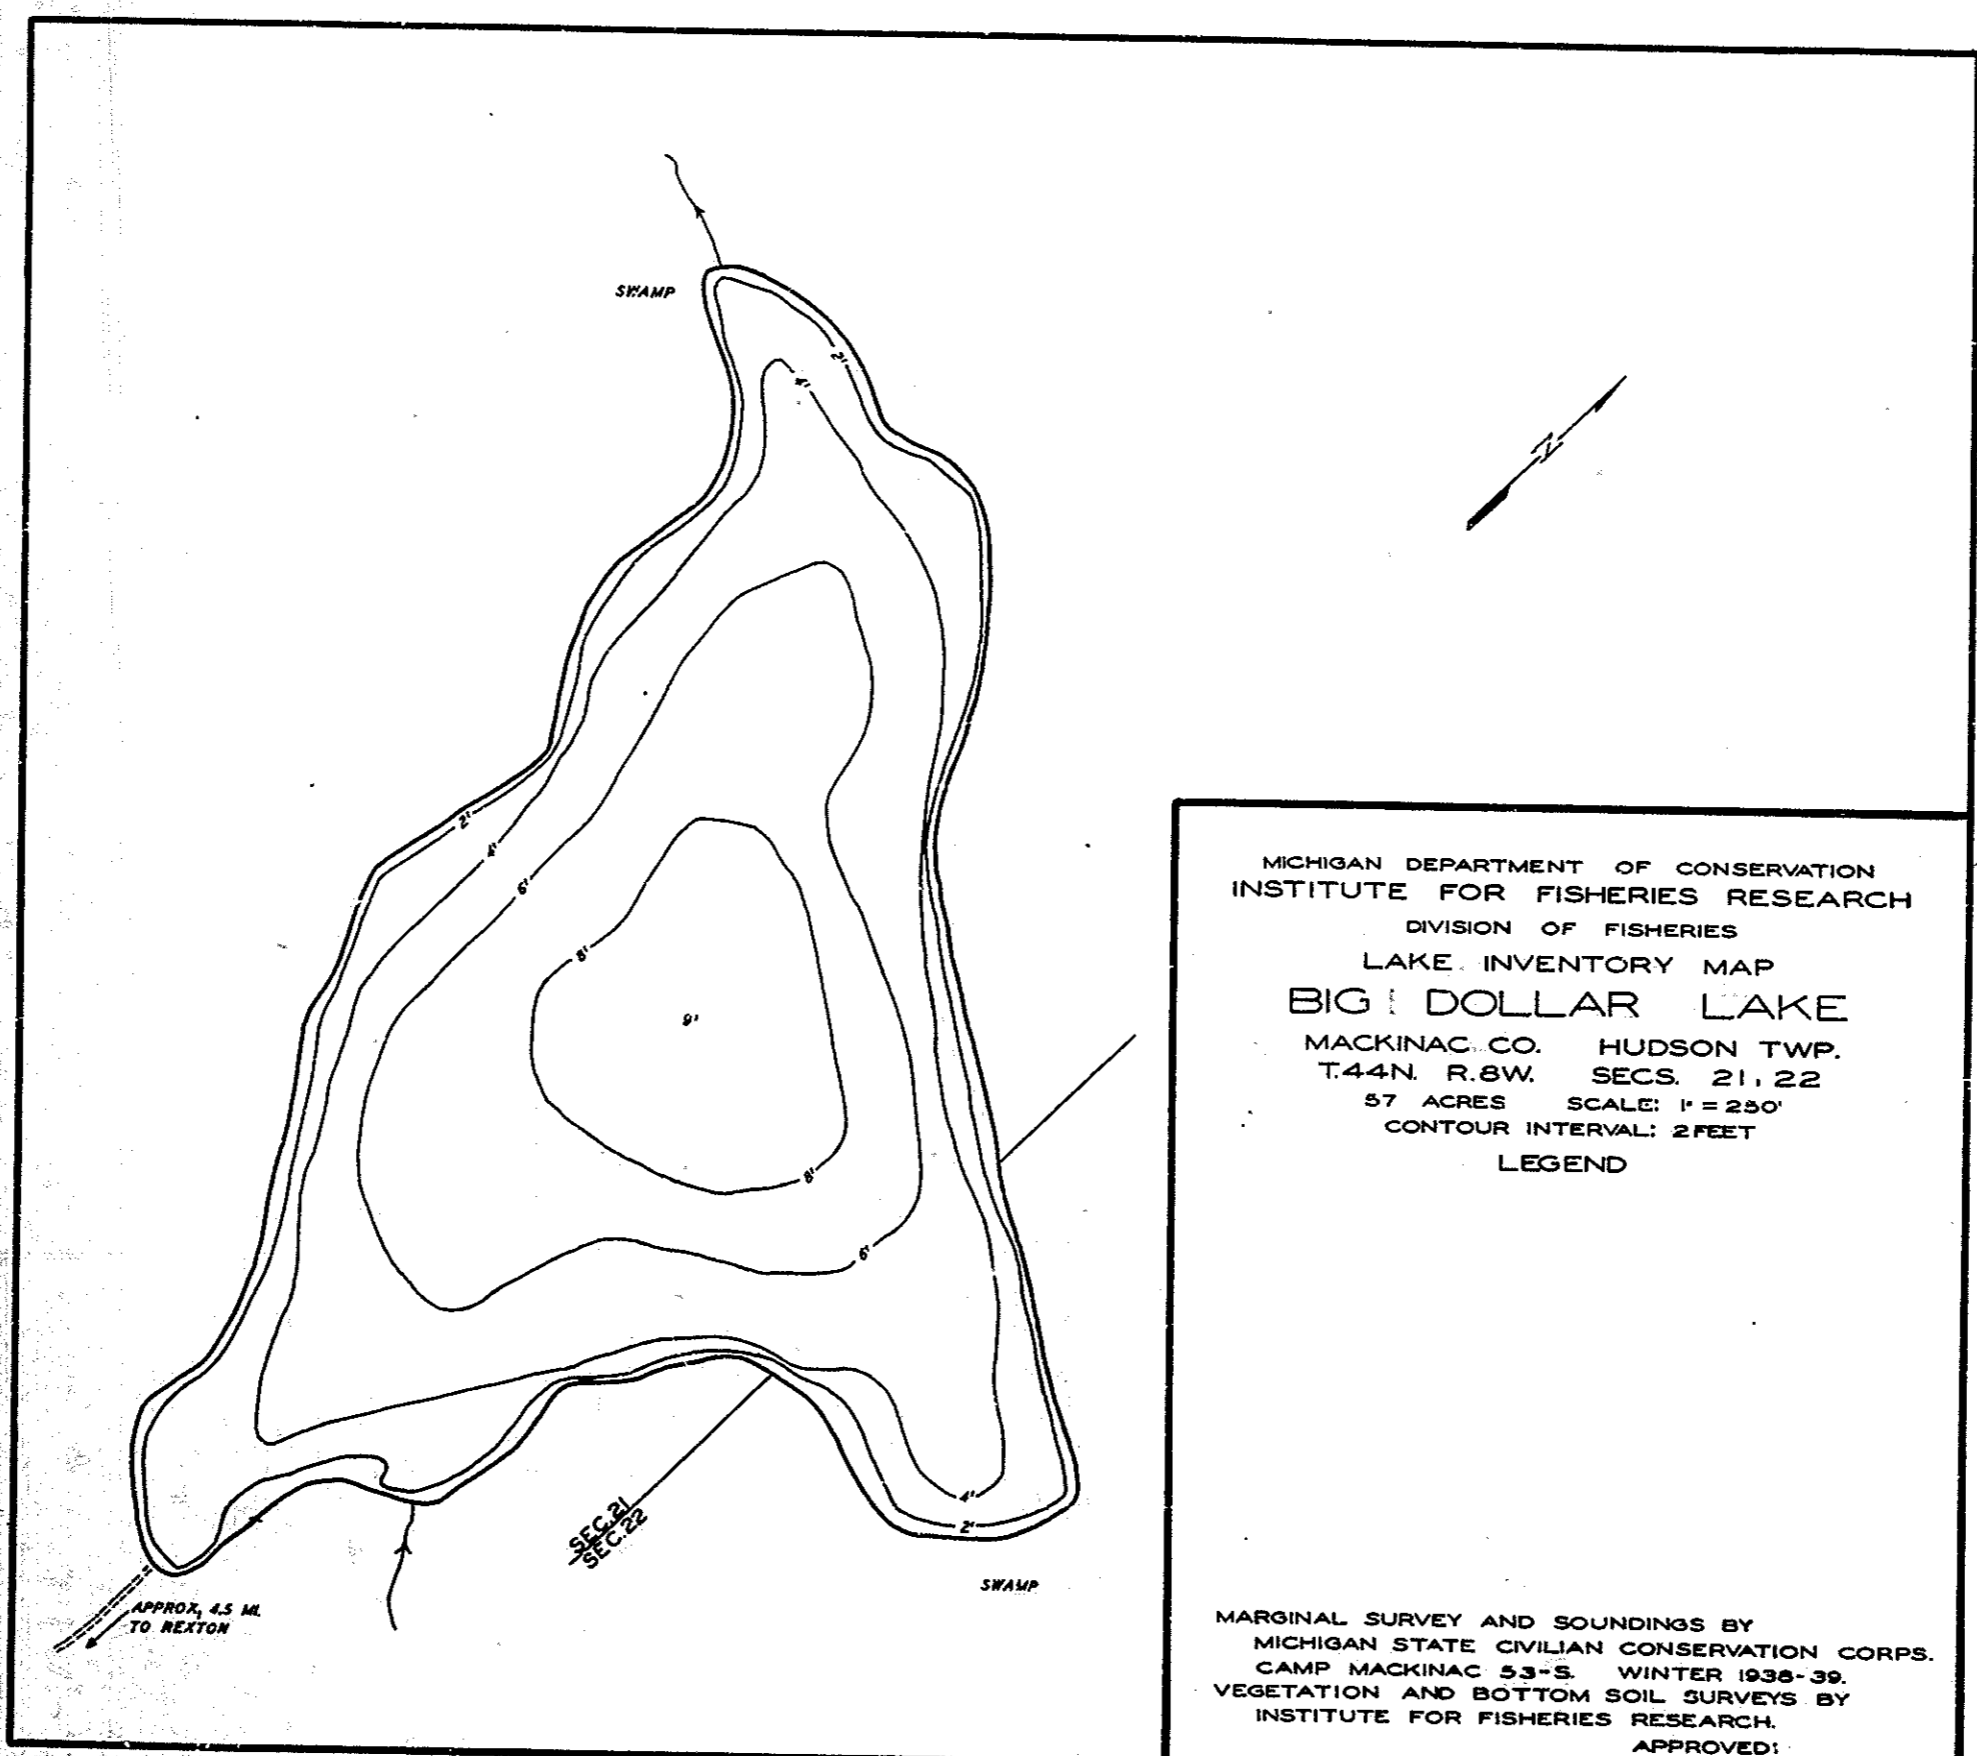 SWAMP
2'
4'
N
2'
4'
6'
8'
9'
8'
6'
4'
2'
SEC. 21
SEC. 22
SWAMP
APPROX, 4.5 MI.
TO REXTON
MICHIGAN DEPARTMENT OF CONSERVATION
INSTITUTE FOR FISHERIES RESEARCH
DIVISION OF FISHERIES
LAKE INVENTORY MAP
BIG DOLLAR LAKE
MACKINAC CO. HUDSON TWP.
T.44N. R.8W. SECS. 21, 22
57 ACRES SCALE: 1" = 250'
CONTOUR INTERVAL: 2 FEET
LEGEND
MARGINAL SURVEY AND SOUNDINGS BY
MICHIGAN STATE CIVILIAN CONSERVATION CORPS.
CAMP MACKINAC 53-S. WINTER 1938-39.
VEGETATION AND BOTTOM SOIL SURVEYS BY
INSTITUTE FOR FISHERIES RESEARCH.
APPROVED: